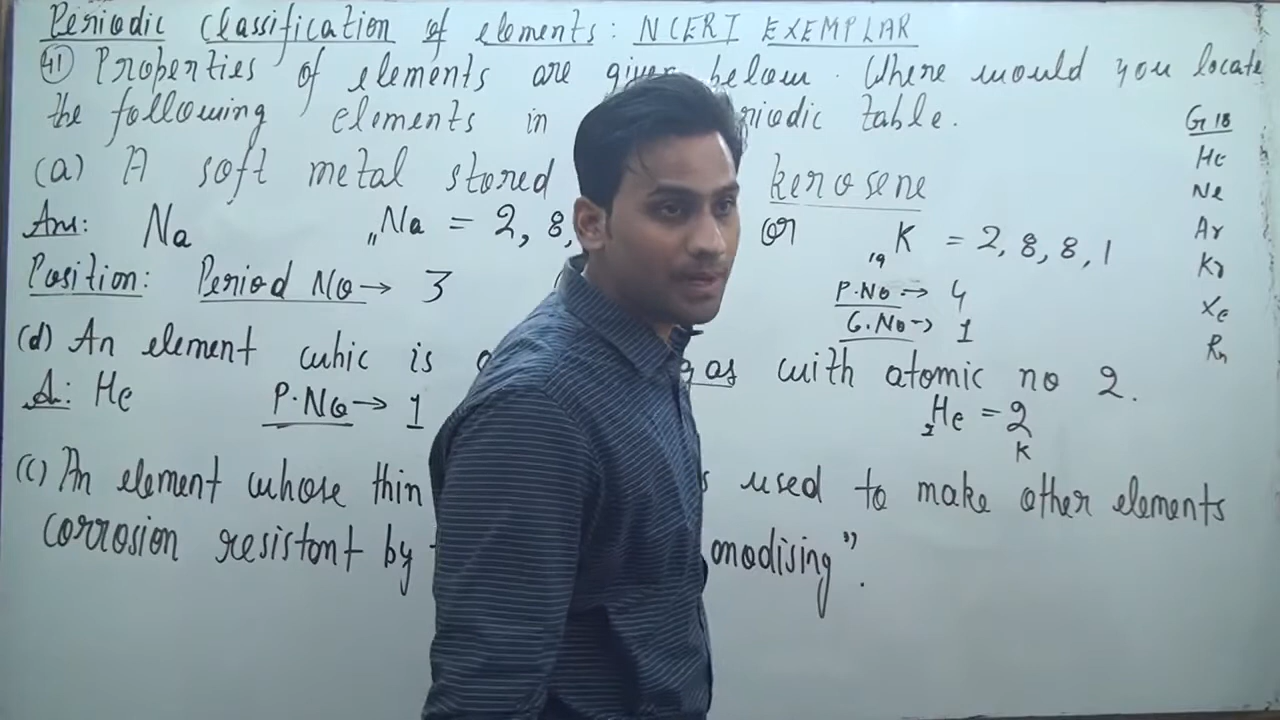 Periodic Classification of elements: NCERT EXEMPLAR
41 Properties of elements are given below. Where would you locate
the following elements in riodic table.
(a) A soft metal stored kerosene
Ans: Na 11Na = 2, 8, or 19K = 2, 8, 8, 1
Position: Period No → 3
P.No → 4
G.No → 1
(d) An element cubic is gas with atomic no 2.
A: He P.No → 1 2He = 2
K
(c) An element whose thin used to make other elements
corrosion resistant by anodising".
G 18
He
Ne
Ar
Kr
Xe
Rn